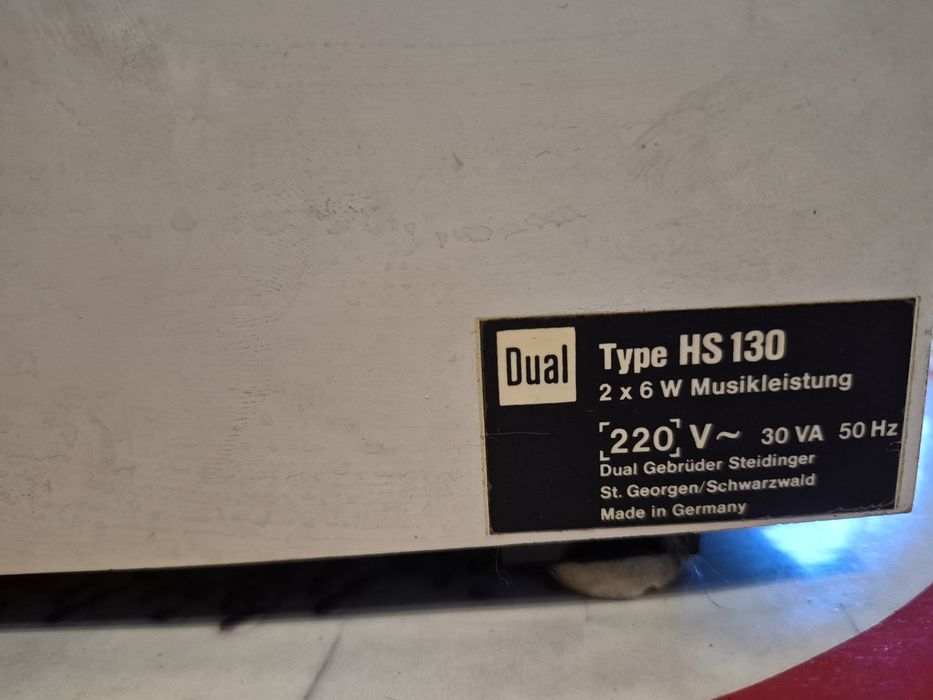 Dual
Type HS 130
2 x 6 W Musikleistung
220 V~ 30 VA 50 Hz
Dual Gebrüder Steidinger
St. Georgen/Schwarzwald
Made in Germany